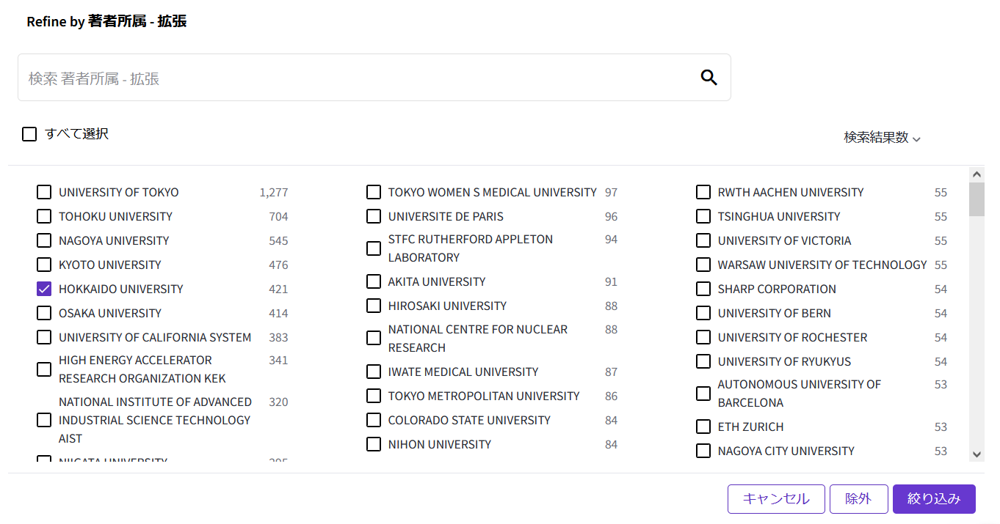 Refine by 著者所属 - 拡張
検索 著者所属 - 拡張
すべて選択
検索結果数
UNIVERSITY OF TOKYO 1,277
TOHOKU UNIVERSITY 704
NAGOYA UNIVERSITY 545
KYOTO UNIVERSITY 476
HOKKAIDO UNIVERSITY 421
OSAKA UNIVERSITY 414
UNIVERSITY OF CALIFORNIA SYSTEM 383
HIGH ENERGY ACCELERATOR 341
RESEARCH ORGANIZATION KEK
NATIONAL INSTITUTE OF ADVANCED 320
INDUSTRIAL SCIENCE TECHNOLOGY
AIST
NIIGATA UNIVERSITY
TOKYO WOMEN S MEDICAL UNIVERSITY 97
UNIVERSITE DE PARIS 96
STFC RUTHERFORD APPLETON 94
LABORATORY
AKITA UNIVERSITY 91
HIROSAKI UNIVERSITY 88
NATIONAL CENTRE FOR NUCLEAR 88
RESEARCH
IWATE MEDICAL UNIVERSITY 87
TOKYO METROPOLITAN UNIVERSITY 86
COLORADO STATE UNIVERSITY 84
NIHON UNIVERSITY 84
RWTH AACHEN UNIVERSITY 55
TSINGHUA UNIVERSITY 55
UNIVERSITY OF VICTORIA 55
WARSAW UNIVERSITY OF TECHNOLOGY 55
SHARP CORPORATION 54
UNIVERSITY OF BERN 54
UNIVERSITY OF ROCHESTER 54
UNIVERSITY OF RYUKYUS 54
AUTONOMOUS UNIVERSITY OF 53
BARCELONA
ETH ZURICH 53
NAGOYA CITY UNIVERSITY 53
キャンセル
除外
絞り込み